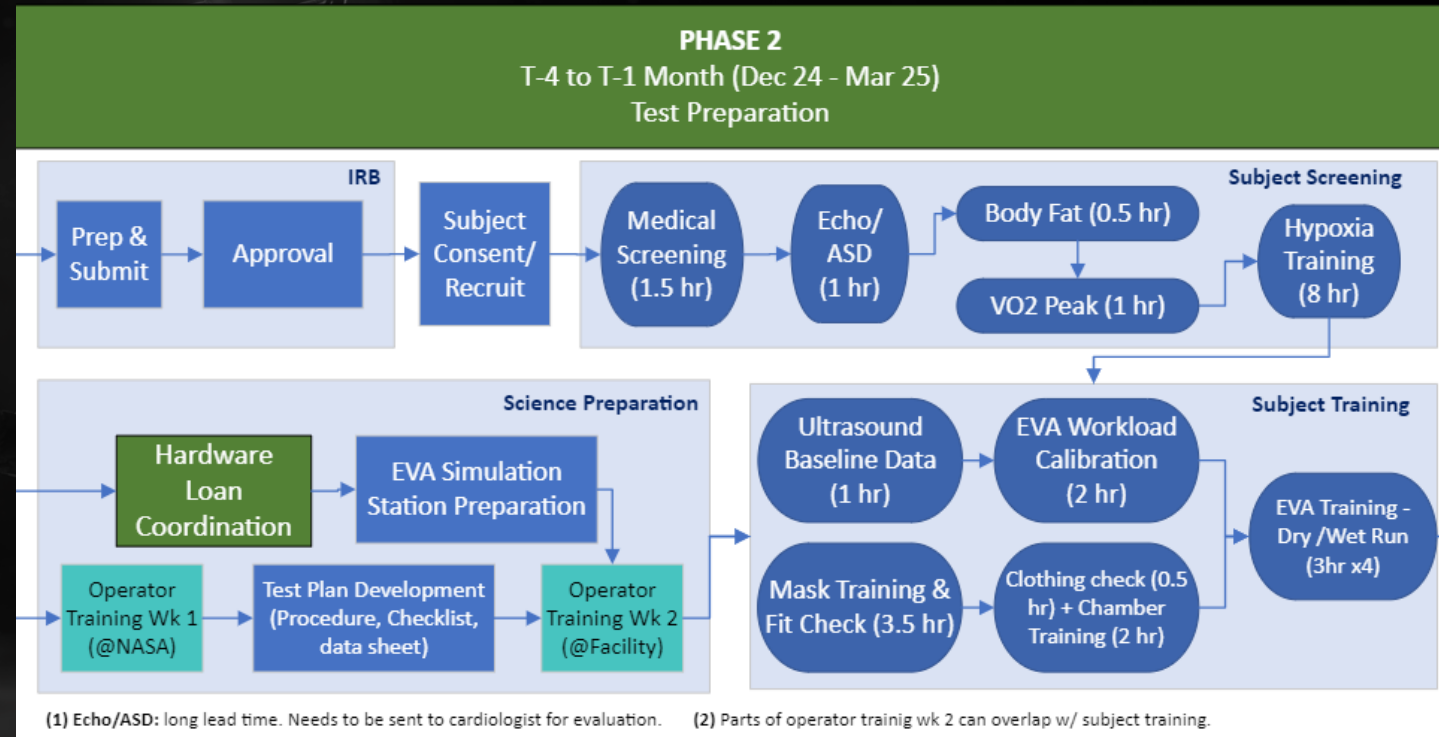 PHASE 2
T-4 to T-1 Month (Dec 24 - Mar 25)
Test Preparation
IRB
Prep &
Submit
Approval
Subject
Consent/
Recruit
Subject Screening
Medical
Screening
(1.5 hr)
Echo/
ASD
(1 hr)
Body Fat (0.5 hr)
VO2 Peak (1 hr)
Hypoxia
Training
(8 hr)
Science Preparation
Hardware
Loan
Coordination
EVA Simulation
Station Preparation
Operator
Training Wk 1
(@NASA)
Test Plan Development
(Procedure, Checklist,
data sheet)
Operator
Training Wk 2
(@Facility)
Subject Training
Ultrasound
Baseline Data
(1 hr)
EVA Workload
Calibration
(2 hr)
Mask Training &
Fit Check (3.5 hr)
Clothing check (0.5
hr) + Chamber
Training (2 hr)
EVA Training -
Dry /Wet Run
(3hr x4)
(1) Echo/ASD: long lead time. Needs to be sent to cardiologist for evaluation. (2) Parts of operator trainig wk 2 can overlap w/ subject training.